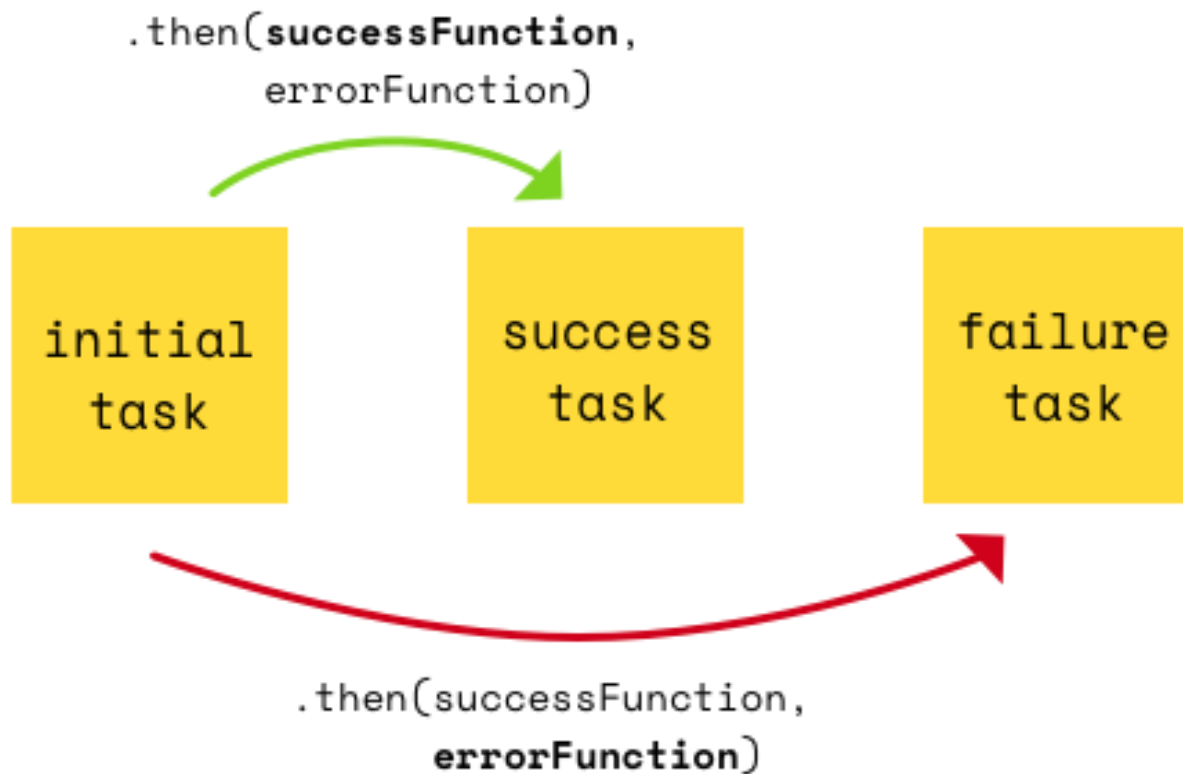 .then(successFunction,
errorFunction)
initial
task
success
task
failure
task
.then(successFunction,
errorFunction)